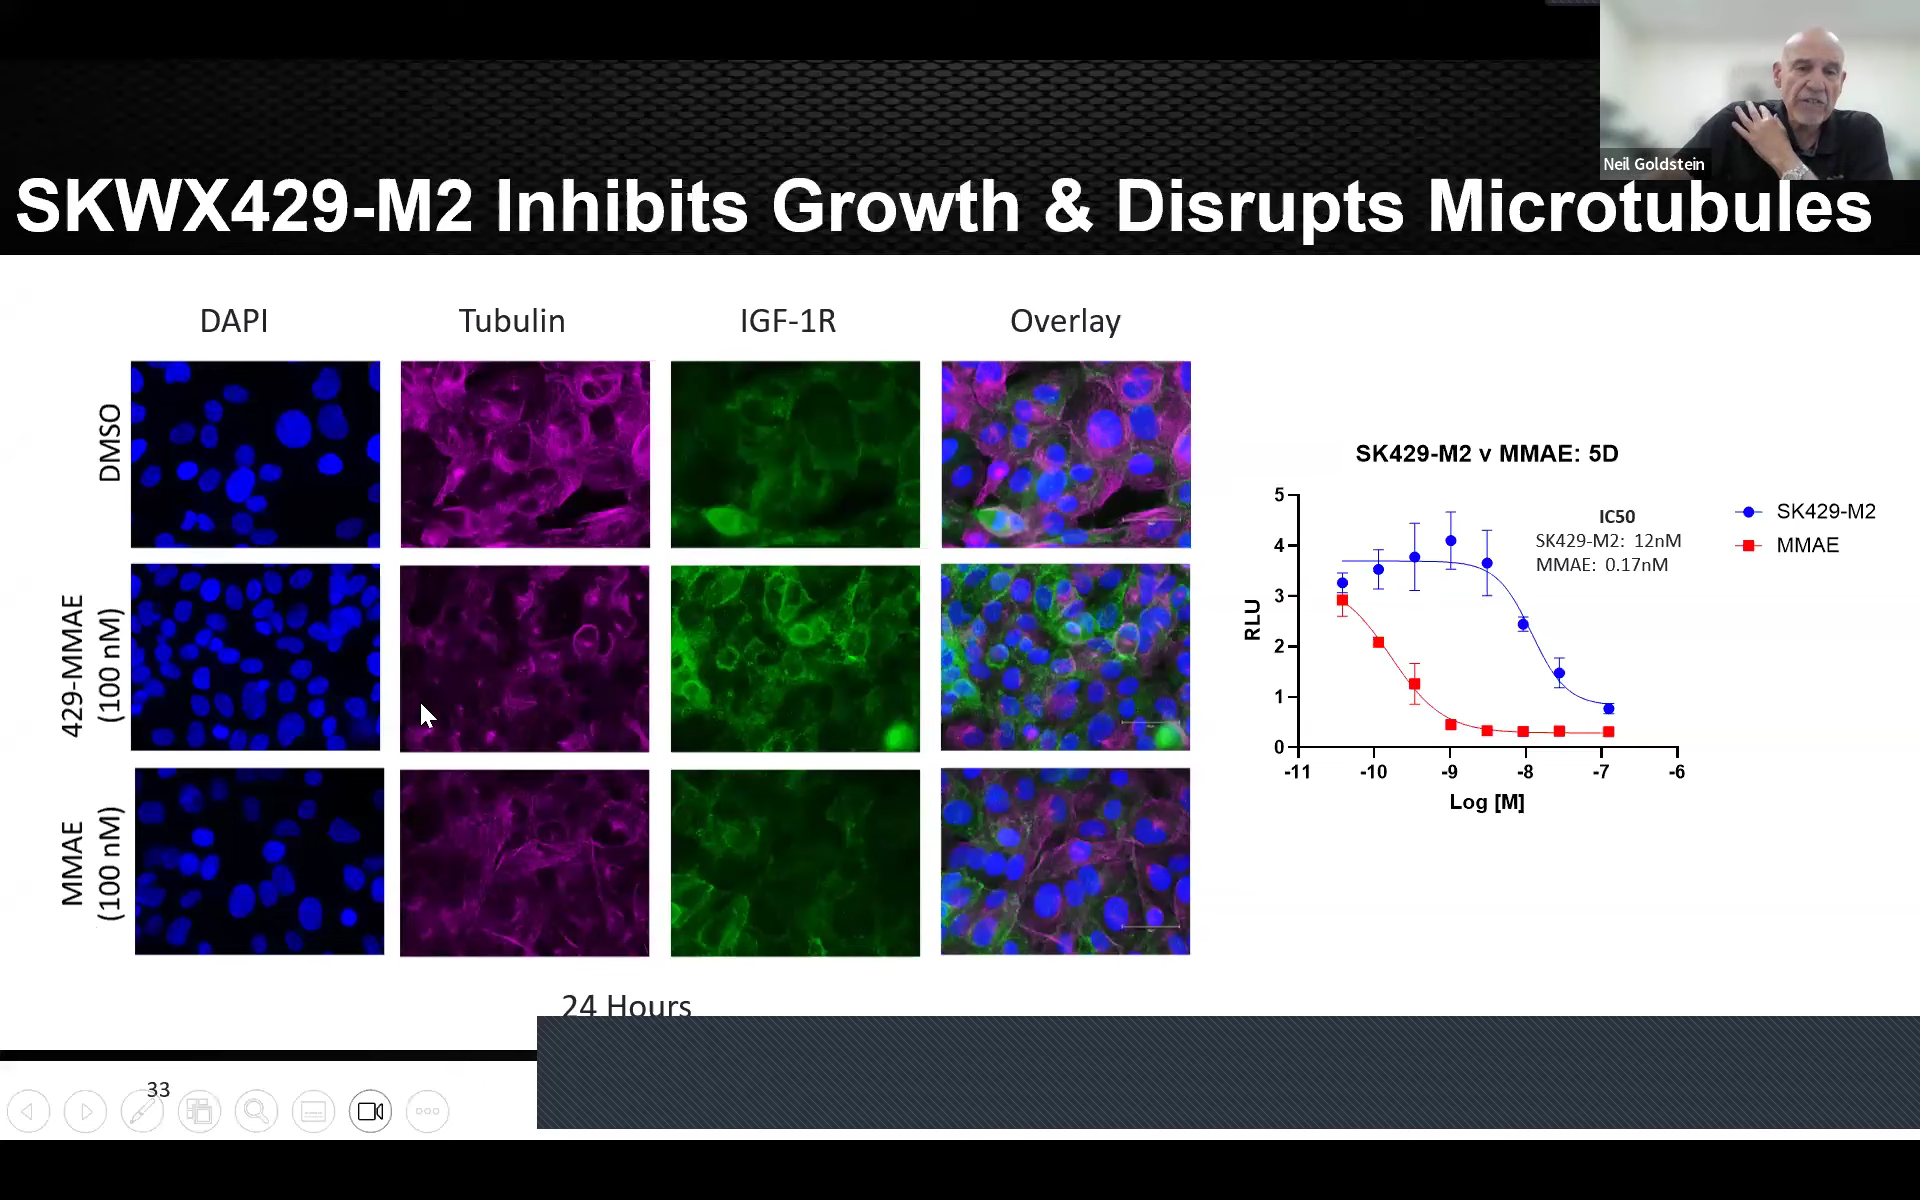 Neil Goldstein
SKWX429-M2 Inhibits Growth & Disrupts Microtubules
DAPI
Tubulin
IGF-1R
Overlay
DMSO
429-MMAE
(100 nM)
MMAE
(100 nM)
24 Hours
SK429-M2 v MMAE: 5D
RLU
5
4
3
2
1
0
-11
-10
-9
-8
-7
-6
Log [M]
IC50
SK429-M2: 12nM
MMAE: 0.17nM
SK429-M2
MMAE
33